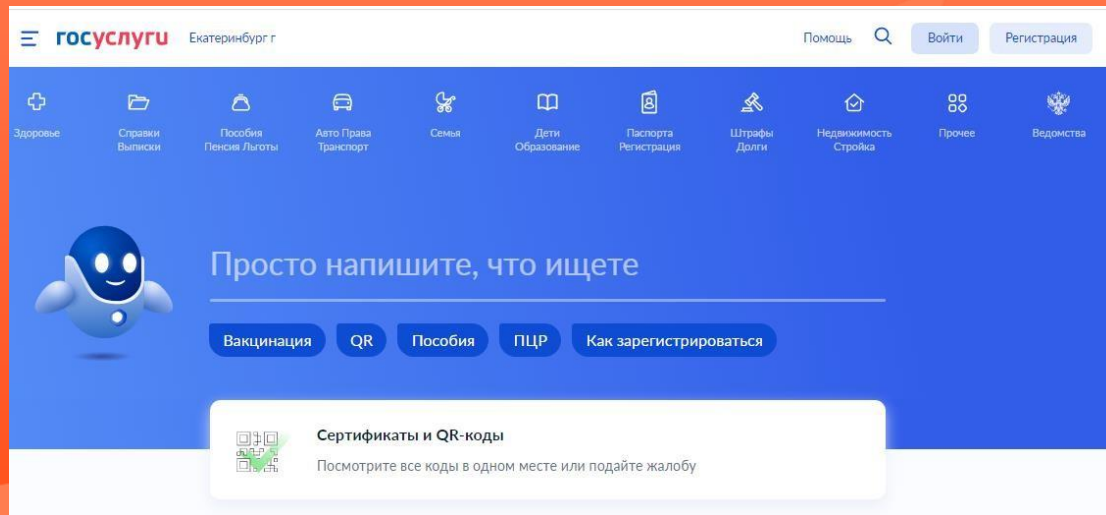 госуслуги Екатеринбург г Помощь Войти Регистрация
Здоровье
Справки
Выписки
Пособия
Пенсия Льготы
Авто Права
Транспорт
Семья
Дети
Образование
Паспорта
Регистрация
Штрафы
Долги
Недвижимость
Стройка
Прочее
Ведомства
Просто напишите, что ищете
Вакцинация QR Пособия ПЦР Как зарегистрироваться
Сертификаты и QR-коды
Посмотрите все коды в одном месте или подайте жалобу